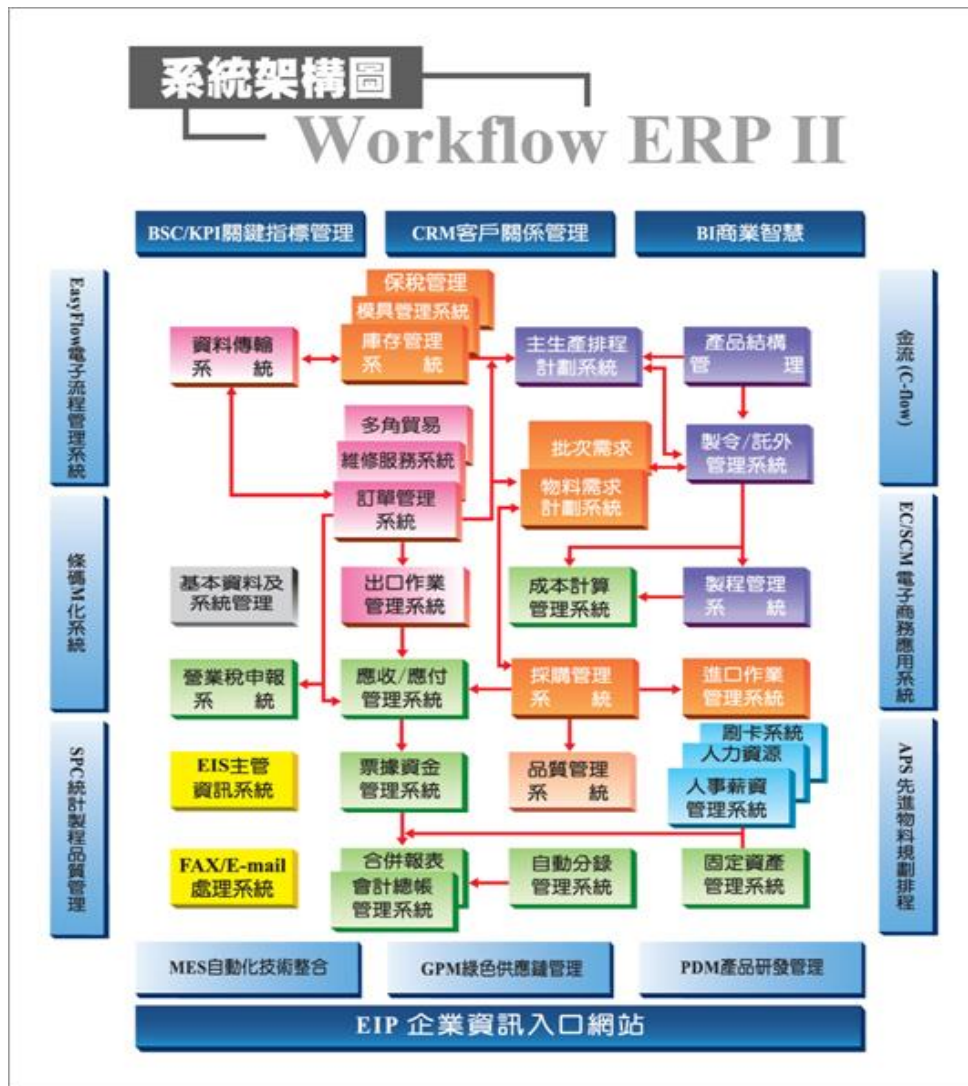 系統架構圖
Workflow ERP II
BSC/KPI關鍵指標管理
CRM客戶關係管理
BI商業智慧
EasyFlow電子流程管理系統
條碼M化系統
SPC統計製程品質管理
保稅管理
模具管理系統
庫存管理
系 統
資料傳輸
系 統
主生產排程
計劃系統
產品結構
管 理
多角貿易
維修服務系統
訂單管理
系統
批次需求
物料需求
計劃系統
製令/託外
管理系統
基本資料及
系統管理
出口作業
管理系統
成本計算
管理系統
製程管理
系 統
營業稅申報
系 統
應收/應付
管理系統
採購管理
系 統
進口作業
管理系統
EIS主管
資訊系統
票據資金
管理系統
品質管理
系 統
刷卡系統
人力資源
人事薪資
管理系統
FAX/E-mail
處理系統
合併報表
會計總帳
管理系統
自動分錄
管理系統
固定資產
管理系統
金流 (C-flow)
EC/SCM 電子商務應用系統
APS 先進物料規劃排程
MES自動化技術整合
GPM綠色供應鏈管理
PDM產品研發管理
EIP 企業資訊入口網站